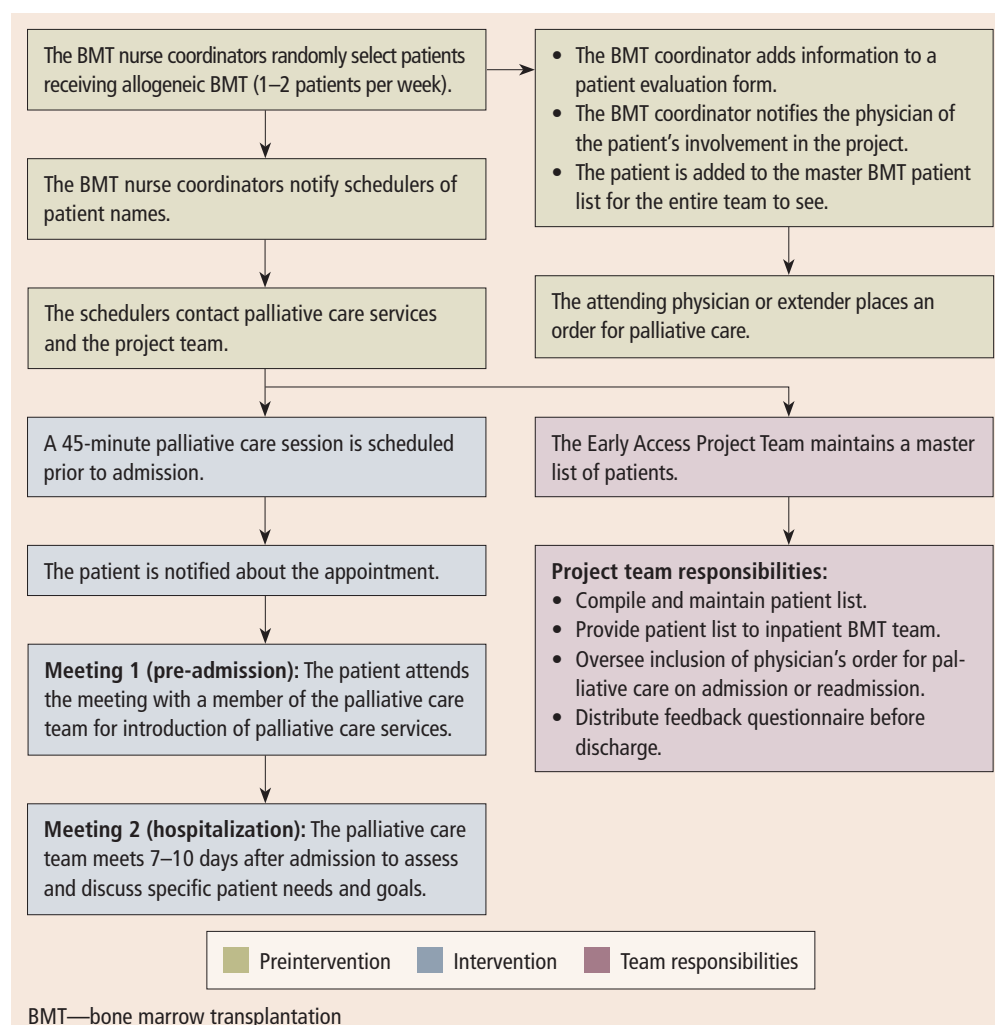 The BMT nurse coordinators randomly select patients
receiving allogeneic BMT (1–2 patients per week).
• The BMT coordinator adds information to a
patient evaluation form.
• The BMT coordinator notifies the physician of
the patient’s involvement in the project.
• The patient is added to the master BMT patient
list for the entire team to see.
The BMT nurse coordinators notify schedulers of
patient names.
The schedulers contact palliative care services
and the project team.
The attending physician or extender places an
order for palliative care.
A 45-minute palliative care session is scheduled
prior to admission.
The patient is notified about the appointment.
Meeting 1 (pre-admission): The patient attends
the meeting with a member of the palliative care
team for introduction of palliative care services.
Meeting 2 (hospitalization): The palliative care
team meets 7–10 days after admission to assess
and discuss specific patient needs and goals.
The Early Access Project Team maintains a master
list of patients.
Project team responsibilities:
• Compile and maintain patient list.
• Provide patient list to inpatient BMT team.
• Oversee inclusion of physician’s order for pal-
liative care on admission or readmission.
• Distribute feedback questionnaire before
discharge.
Preintervention
Intervention
Team responsibilities
BMT—bone marrow transplantation